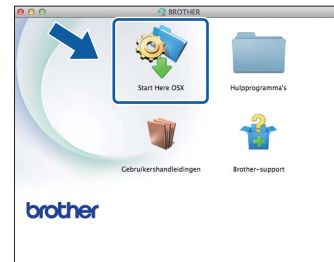 BROTHER
Start Here OSX
Hulpprogramma's
Gebruikershandleidingen
Brother-support
brother